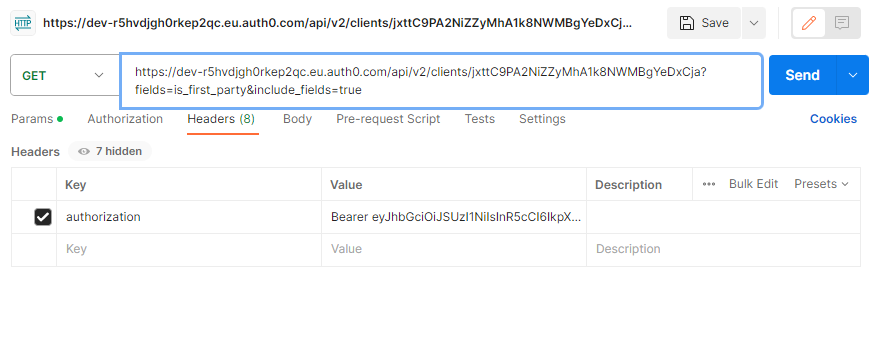 HTTP https://dev-r5hvdjgh0rkep2qc.eu.auth0.com/api/v2/clients/jxttC9PA2NiZZyMhA1k8NWMBgYeDxCj... Save
GET https://dev-r5hvdjgh0rkep2qc.eu.auth0.com/api/v2/clients/jxttC9PA2NiZZyMhA1k8NWMBgYeDxCja? Send
fields=is_first_party&include_fields=true
Params Authorization Headers (8) Body Pre-request Script Tests Settings Cookies
Headers 7 hidden
Key Value Description ••• Bulk Edit Presets
authorization Bearer eyJhbGciOiJSUzI1NiIsInR5cCI6IkpX...
Key Value Description